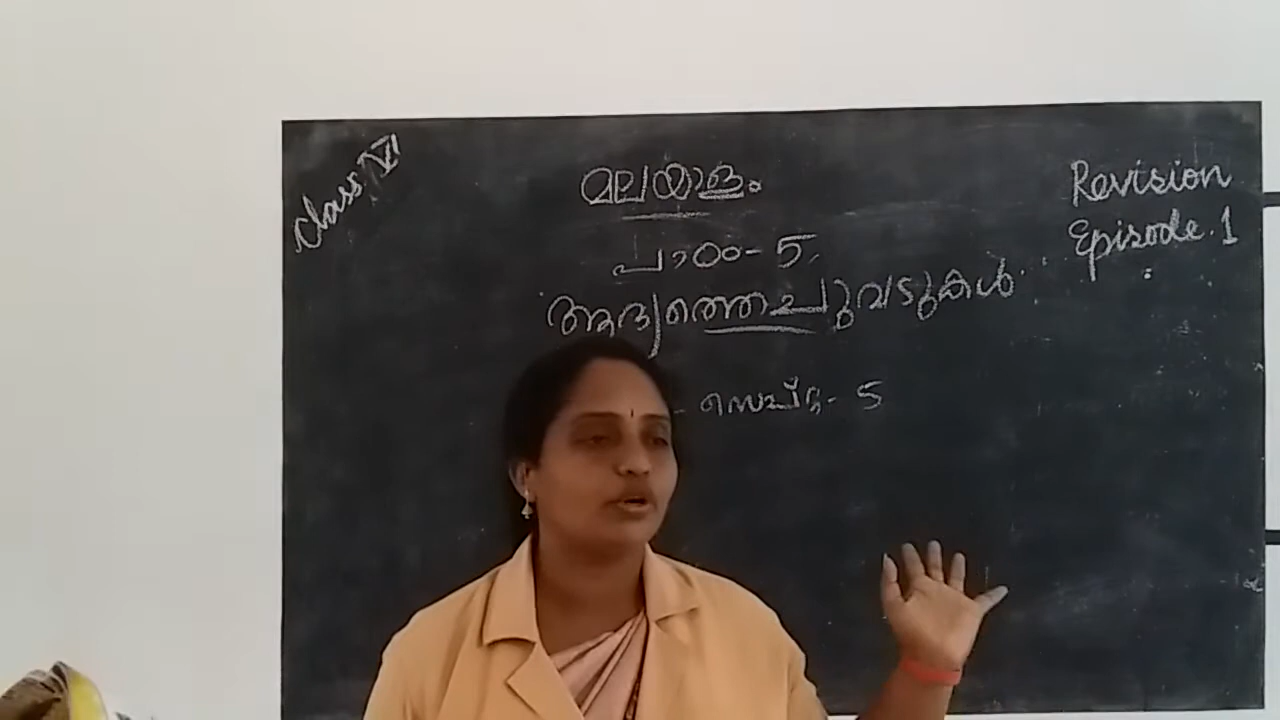 Class VI
മലയാളം
പാഠം - 5.
ആദ്യത്തെചുവടുകൾ
- സെപ്റ്റ - 5
Revision
Episode. 1